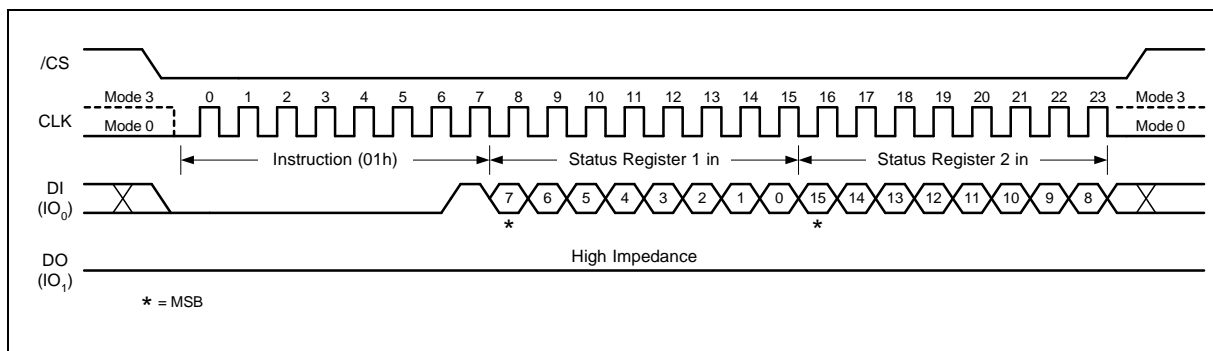 /CS
Mode 3 0 1 2 3 4 5 6 7 8 9 10 11 12 13 14 15 16 17 18 19 20 21 22 23 Mode 3
CLK Mode 0 Mode 0
Instruction (01h) Status Register 1 in Status Register 2 in
DI
(IO0) 7 6 5 4 3 2 1 0 15 14 13 12 11 10 9 8
* *
DO High Impedance
(IO1)
* = MSB